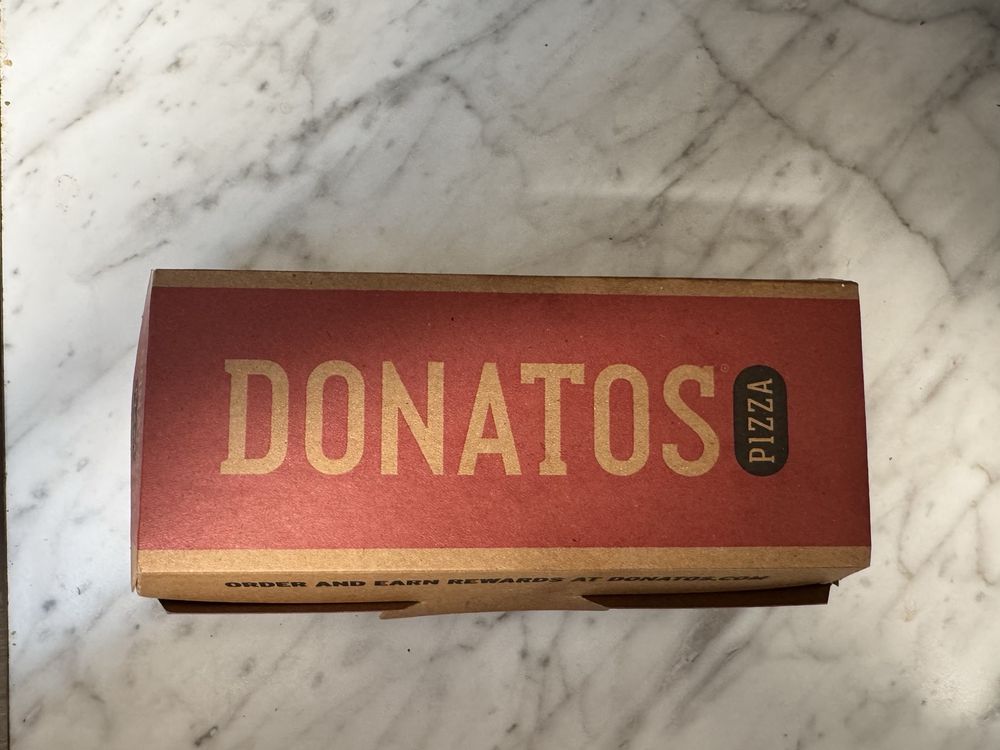 DONATOS®
PIZZA
ORDER AND EARN REWARDS AT DONATOS.COM